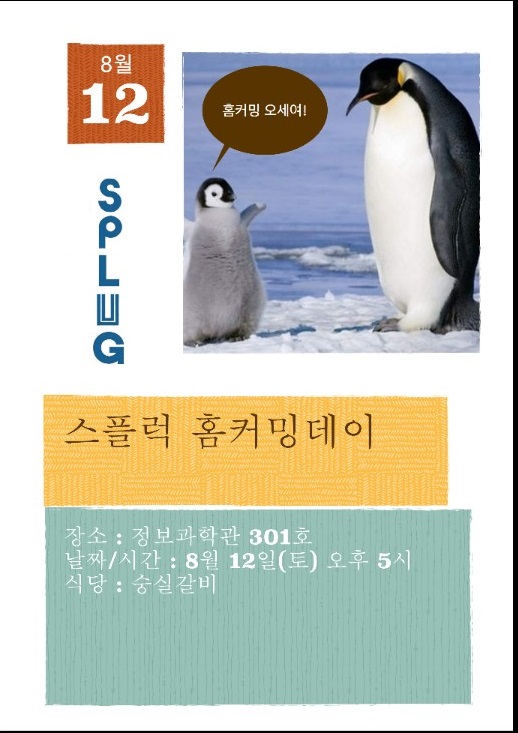 8월
12
홈커밍 오세여!
SPLUG
스플럭 홈커밍데이
장소 : 정보과학관 301호
날짜/시간 : 8월 12일(토) 오후 5시
식당 : 숭실갈비